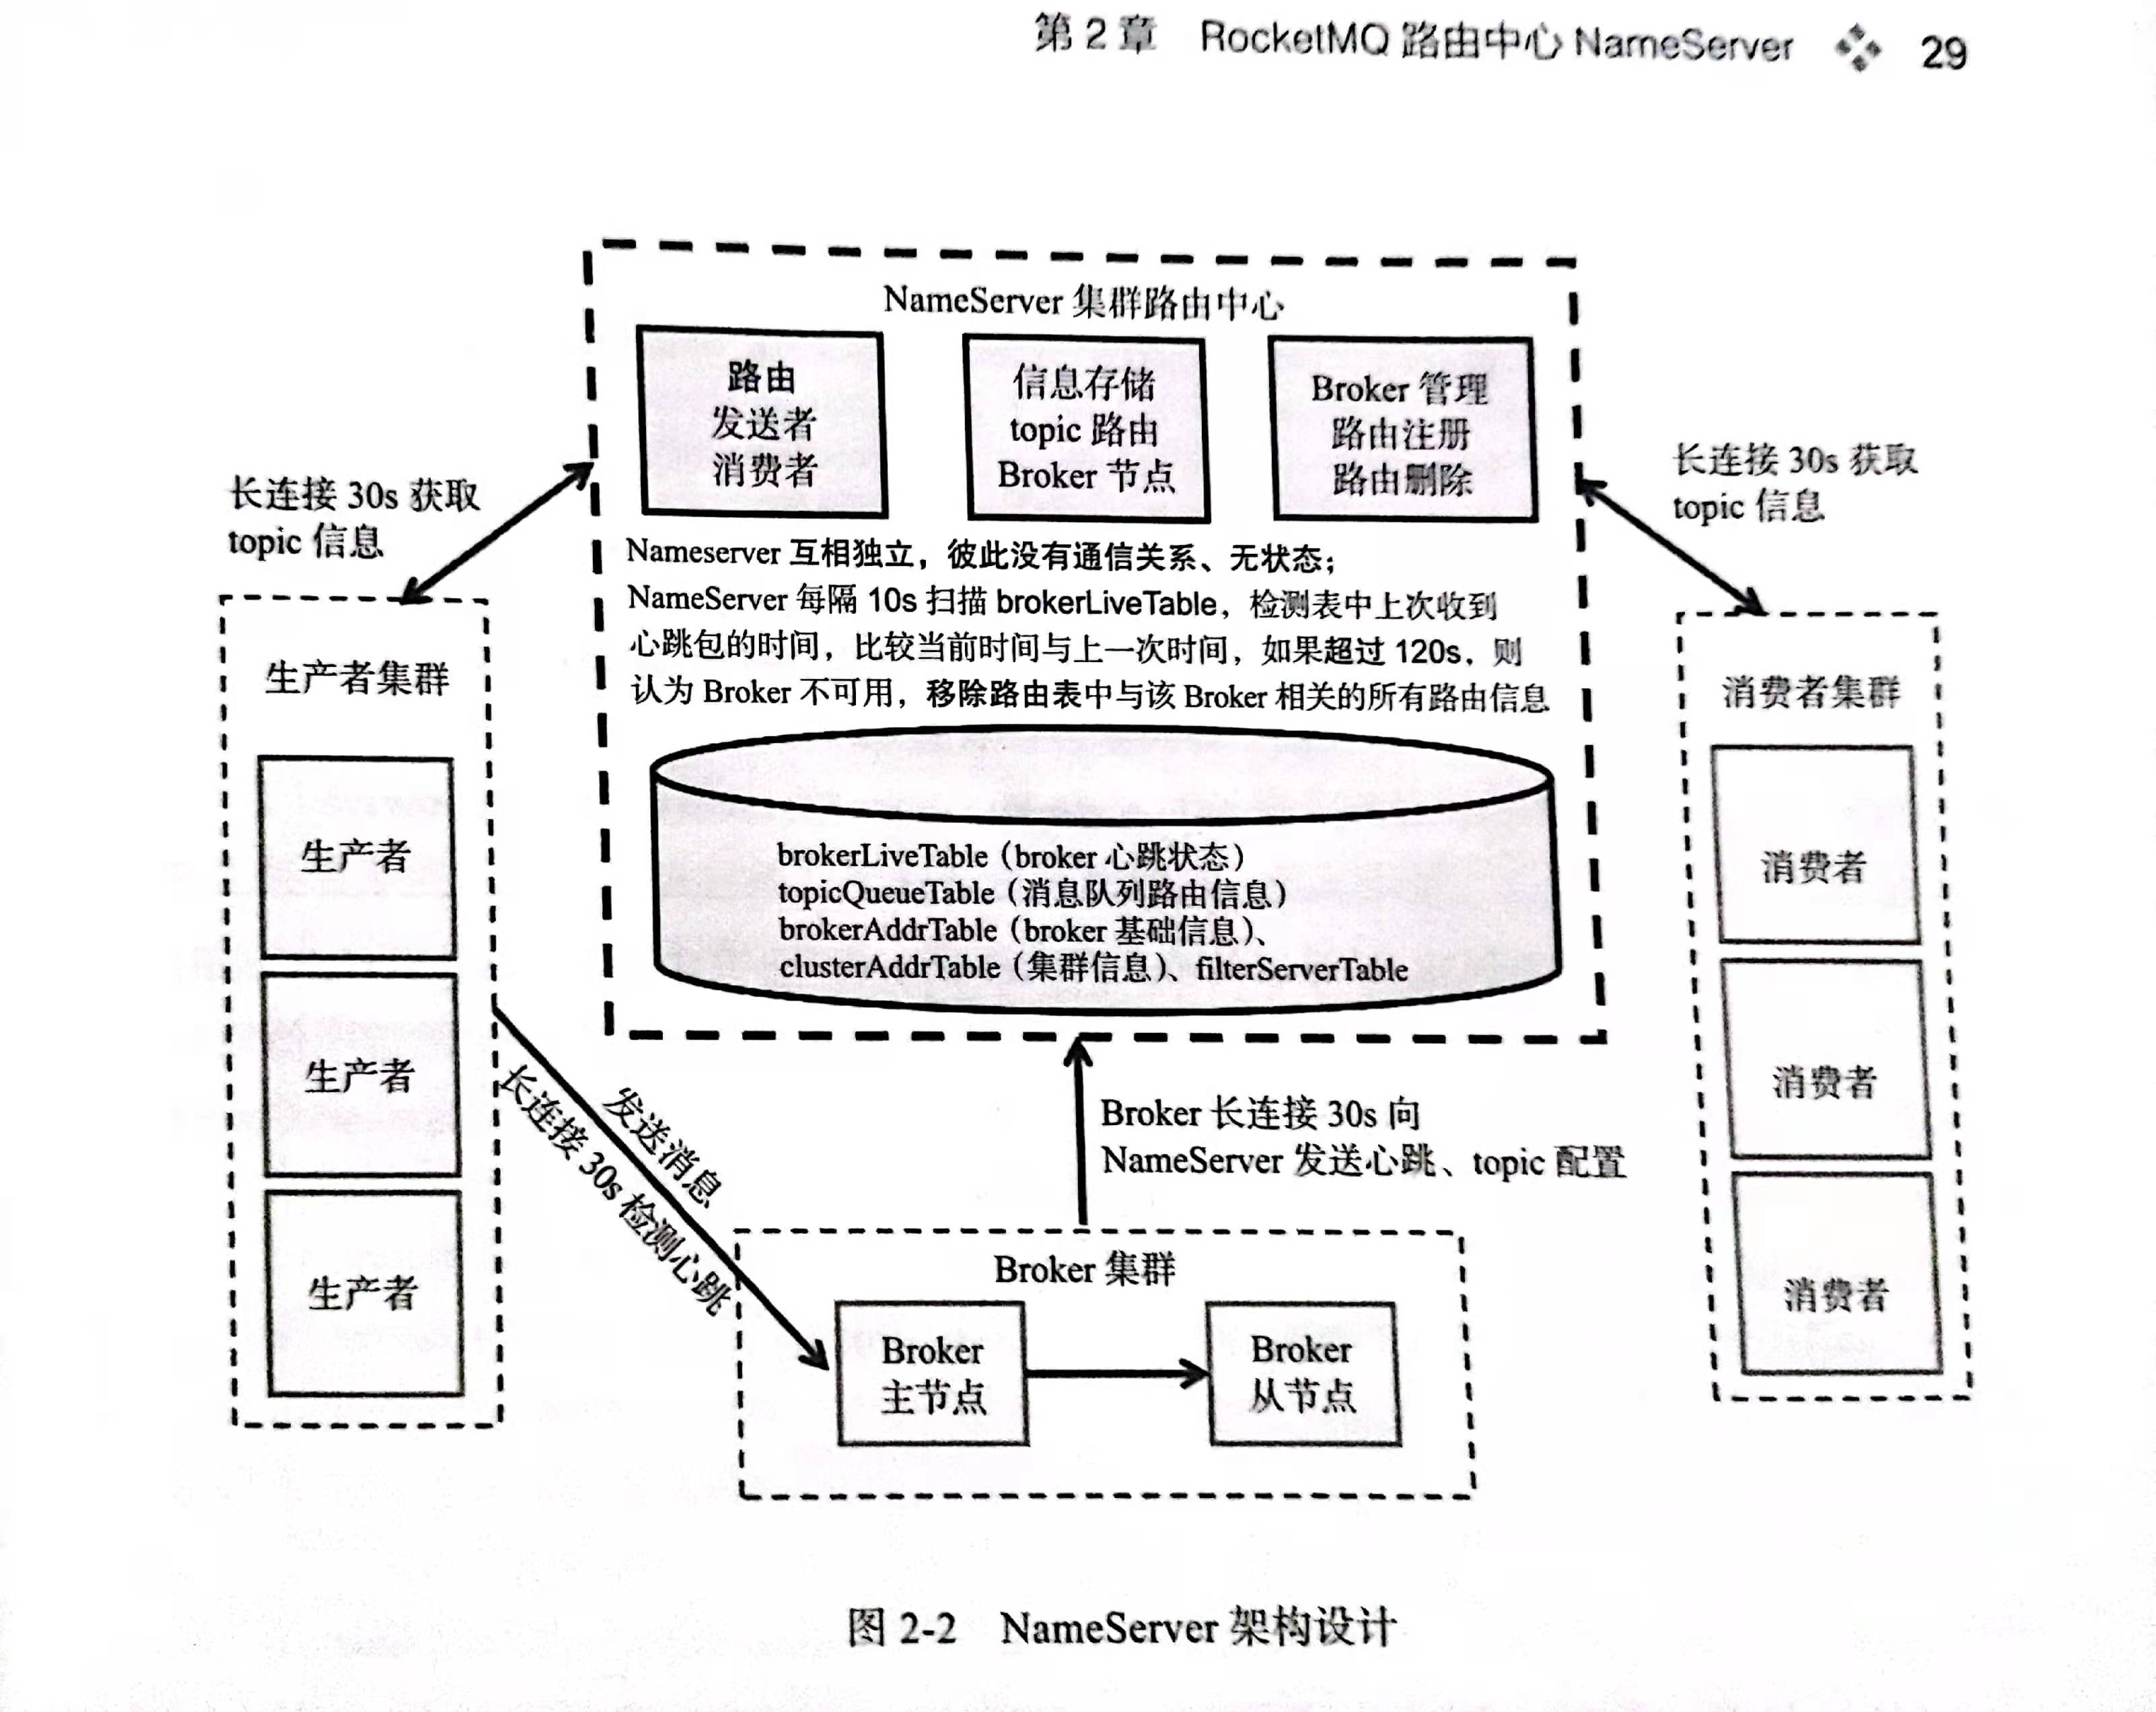 第2章 RocketMQ 路由中心 NameServer 29
NameServer 集群路由中心
路由
发送者
消费者
信息存储
topic 路由
Broker 节点
Broker 管理
路由注册
路由删除
长连接 30s 获取
topic 信息
长连接 30s 获取
topic 信息
Nameserver 互相独立，彼此没有通信关系、无状态；
NameServer 每隔 10s 扫描 brokerLiveTable，检测表中上次收到
心跳包的时间，比较当前时间与上一次时间，如果超过 120s，则
认为 Broker 不可用，移除路由表中与该 Broker 相关的所有路由信息
brokerLiveTable（broker 心跳状态）
topicQueueTable（消息队列路由信息）
brokerAddrTable（broker 基础信息）、
clusterAddrTable（集群信息）、filterServerTable
生产者集群
生产者
生产者
生产者
消费者集群
消费者
消费者
消费者
发送消息
长连接 30s 检测心跳
Broker 长连接 30s 向
NameServer 发送心跳、topic 配置
Broker 集群
Broker
主节点
Broker
从节点
图 2-2 NameServer 架构设计